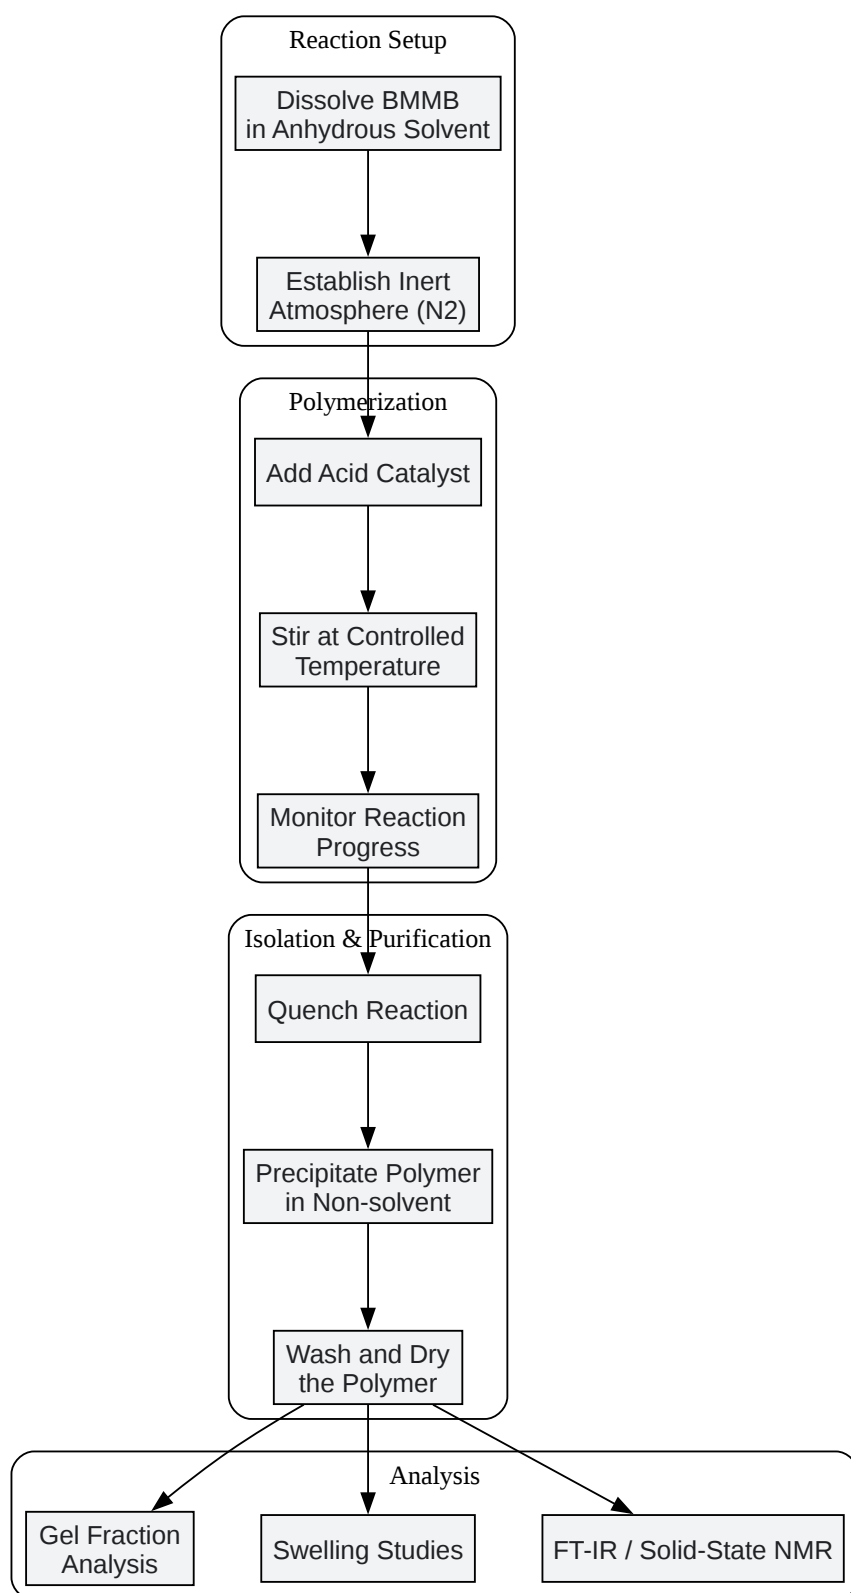 Reaction Setup
Dissolve BMMB
in Anhydrous Solvent
Establish Inert
Atmosphere (N2)
Polymerization
Add Acid Catalyst
Stir at Controlled
Temperature
Monitor Reaction
Progress
Isolation & Purification
Quench Reaction
Precipitate Polymer
in Non-solvent
Wash and Dry
the Polymer
Analysis
Gel Fraction
Analysis
Swelling Studies
FT-IR / Solid-State NMR